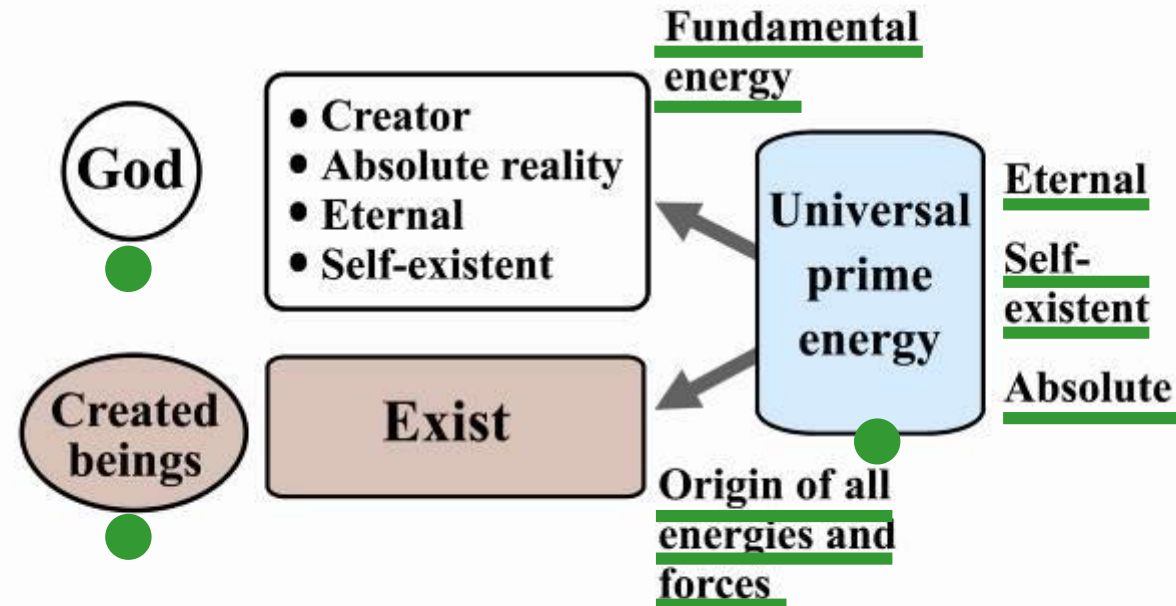 Fundamental
energy
God
• Creator
• Absolute reality
• Eternal
• Self-existent
Universal
prime
energy
Eternal
Self-
existent
Absolute
Created
beings
Exist
Origin of all
energies and
forces